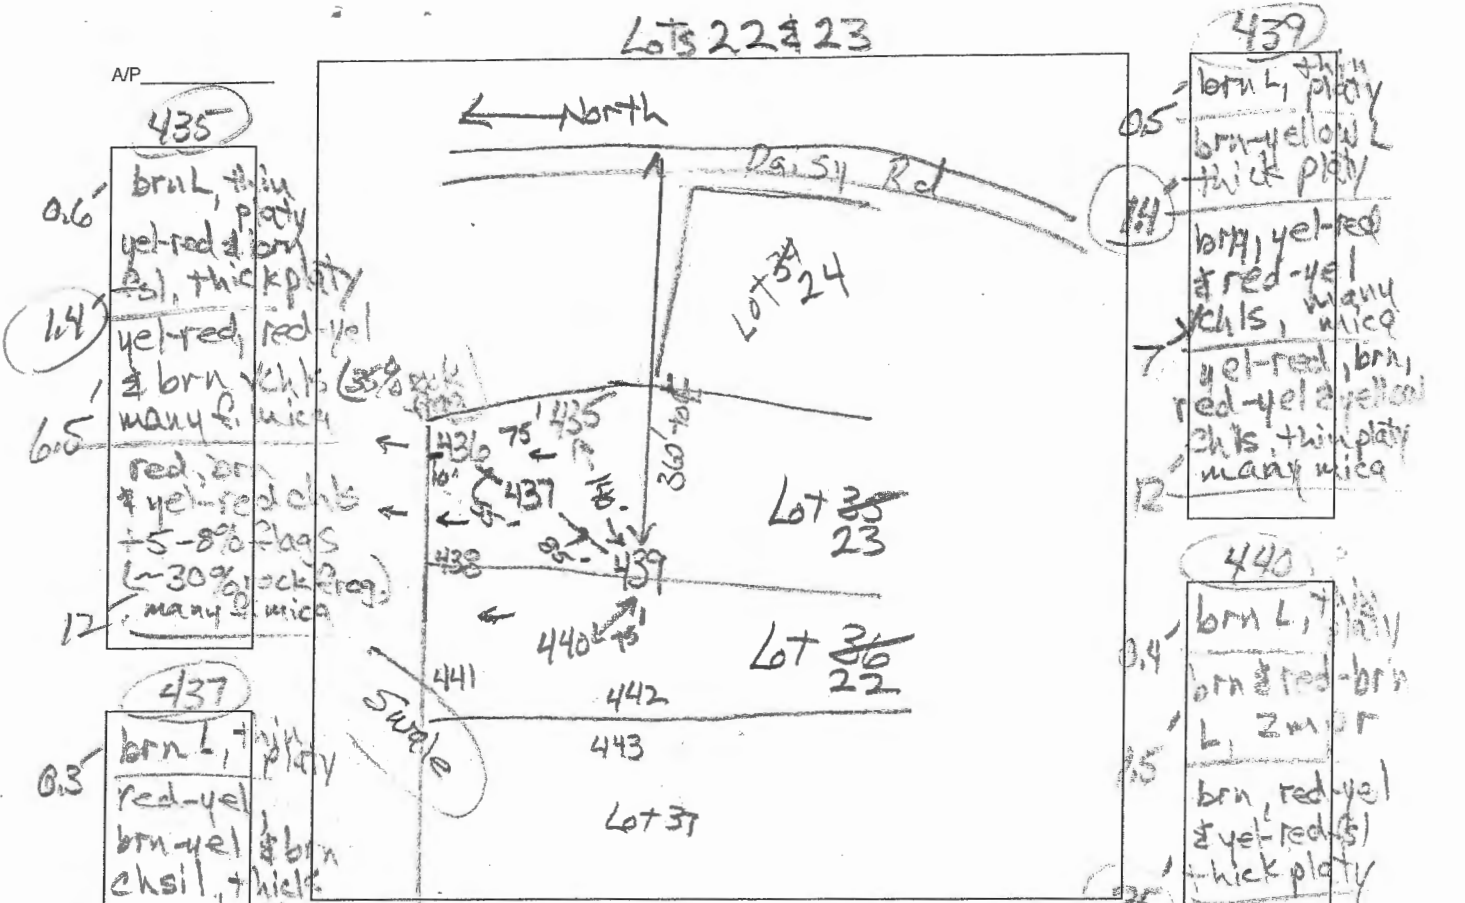 Lots 22 & 23
A/P
435
brn L, thin
platy
0.6
yel-red & brn
fsl, thick platy
1.4
yel-red, red-yel
& brn vchls (35% rock
many f. mica
6.5
red, brn
& yel-red chls
+5-8% flags
(~30% rock frag.)
many f. mica
12
437
brn L, thin
platy
0.3
red-yel,
brn-yel & brn
chsil, thick
North
Daisy Rd
Lot 24
360'
435
436
75'
437
438
439
Lot 35
23
440
75'
Lot 36
22
441
442
Swale
443
Lot 37
439
brn L, thin
platy
0.5
brn-yellow L
thick platy
1.4
brn, yel-red
& red-yel
vchls, many
mica
7
yel-red, brn,
red-yel & yellow
chls, thin platy
many mica
12
440
brn L, thin
platy
0.4
brn & red-brn
L,
brn, red-yel
& yel-red fsl
thick platy